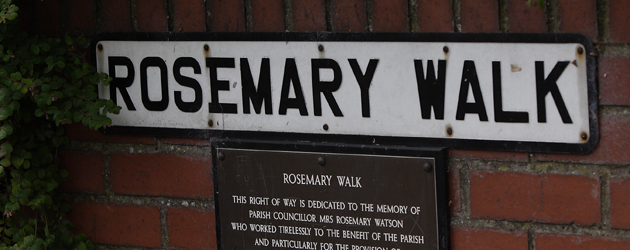 ROSEMARY WALK
ROSEMARY WALK
THIS RIGHT OF WAY IS DEDICATED TO THE MEMORY OF
PARISH COUNCILLOR MRS ROSEMARY WATSON
WHO WORKED TIRELESSLY TO THE BENEFIT OF THE PARISH
AND PARTICULARLY FOR THE PROVISION OF